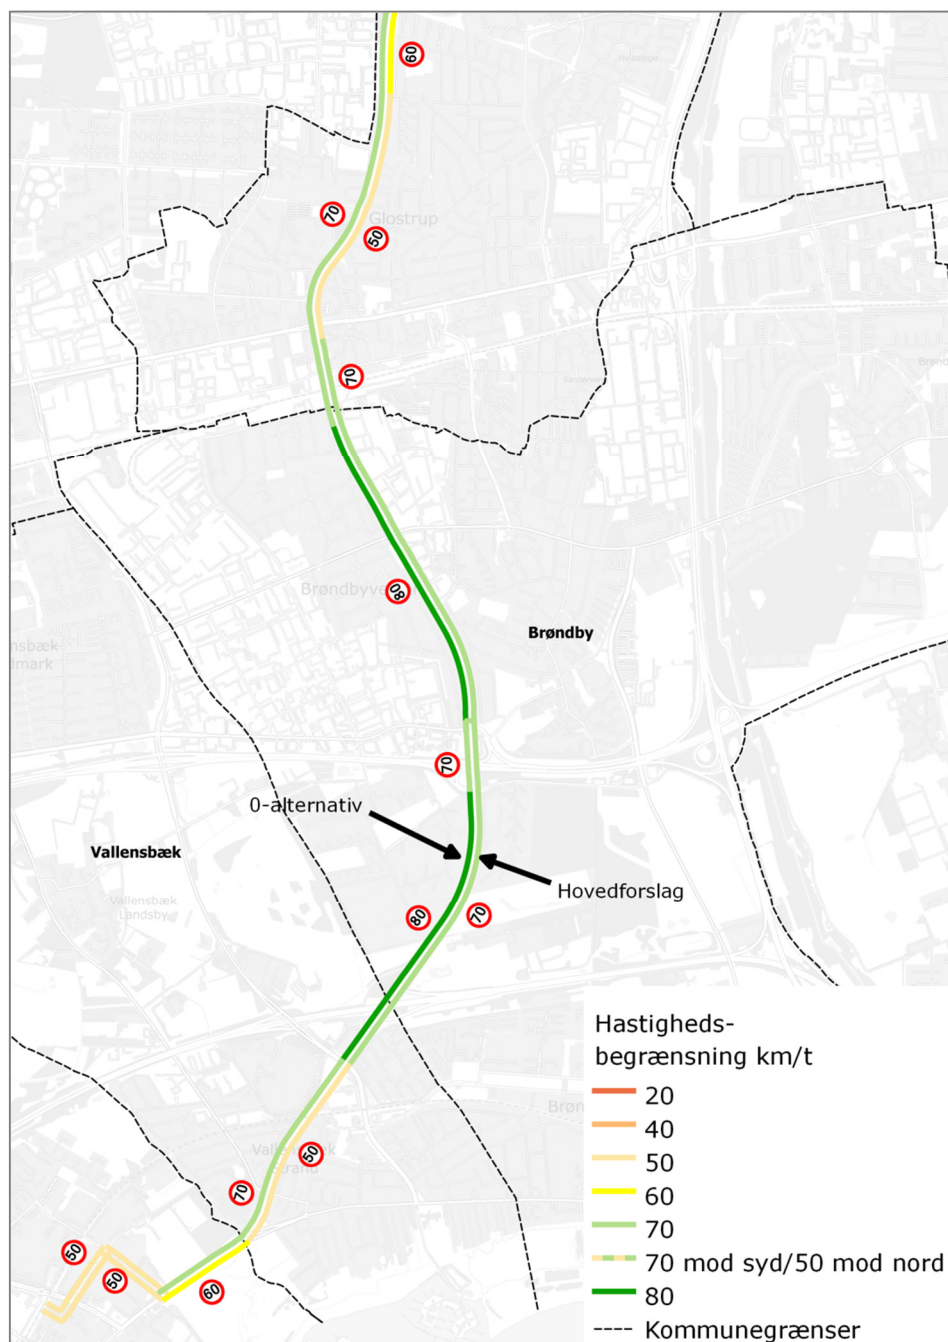 60
Hvissinge
70
Glostrup
50
70
Brøndbyvester
80
Brøndby
70
0-alternativ
Vallensbæk
Hovedforslag
Vallensbæk
Landsby
80
70
Hastigheds-
begrænsning km/t
20
40
50
60
70
70 mod syd/50 mod nord
80
Kommunegrænser
50
Strand
70
50
50
60